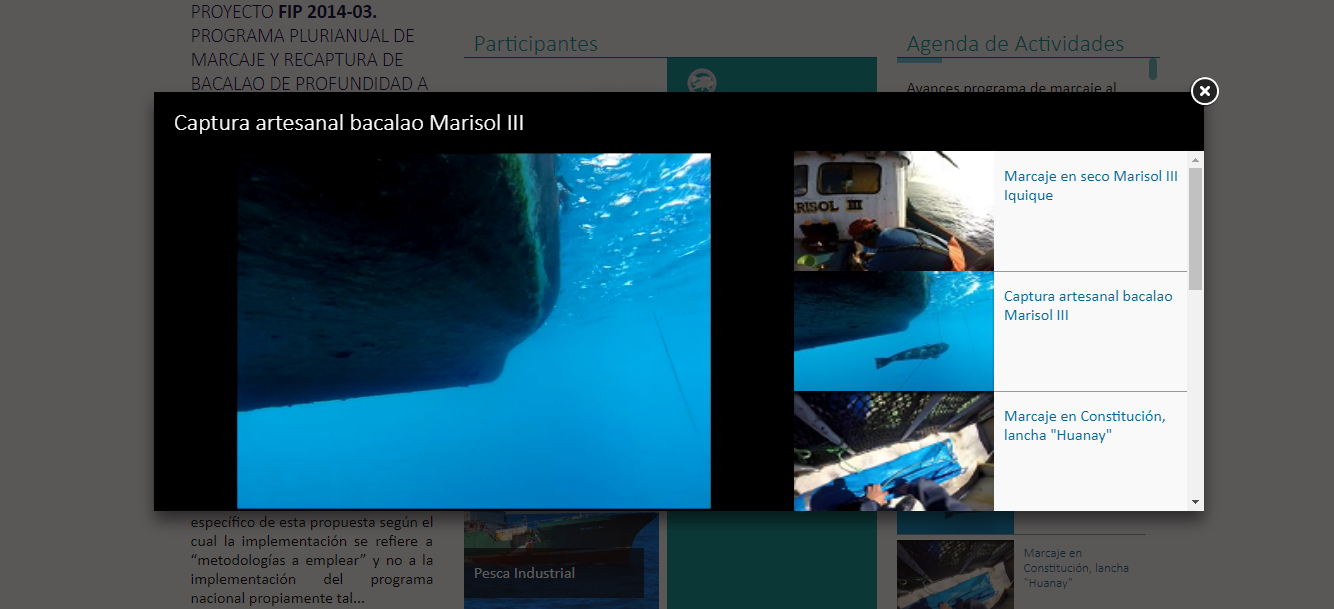 PROYECTO FIP 2014-03.
PROGRAMA PLURIANUAL DE
MARCAJE Y RECAPTURA DE
BACALAO DE PROFUNDIDAD A
Participantes
Agenda de Actividades
Avances programa de marcaje al
Captura artesanal bacalao Marisol III
MARISOL III
Marcaje en seco Marisol III
Iquique
Captura artesanal bacalao
Marisol III
Marcaje en Constitución,
lancha "Huanay"
específico de esta propuesta según el
cual la implementación se refiere a
“metodologías a emplear” y no a la
implementación del programa
nacional propiamente tal...
Pesca Industrial
Marcaje en
Constitución, lancha
"Huanay"